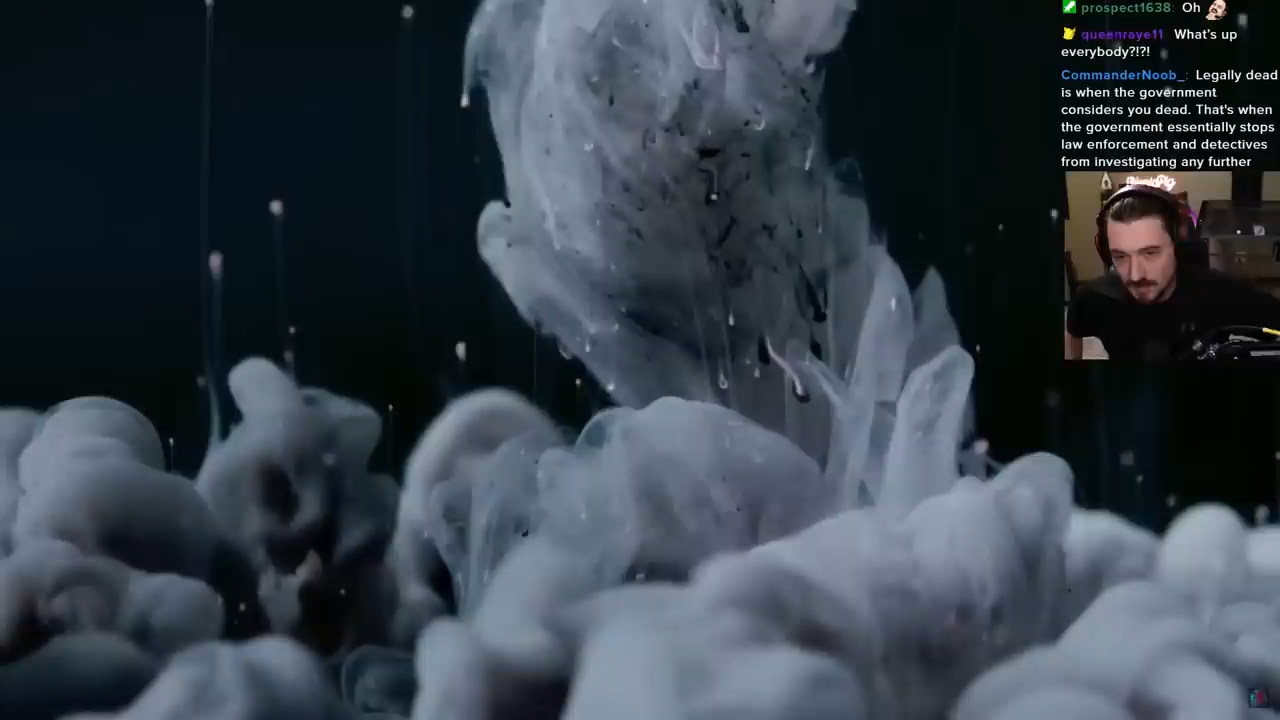 prospect1638: Oh
queenraye11 What's up
everybody?!?!
CommanderNoob_: Legally dead
is when the government
considers you dead. That's when
the government essentially stops
law enforcement and detectives
from investigating any further